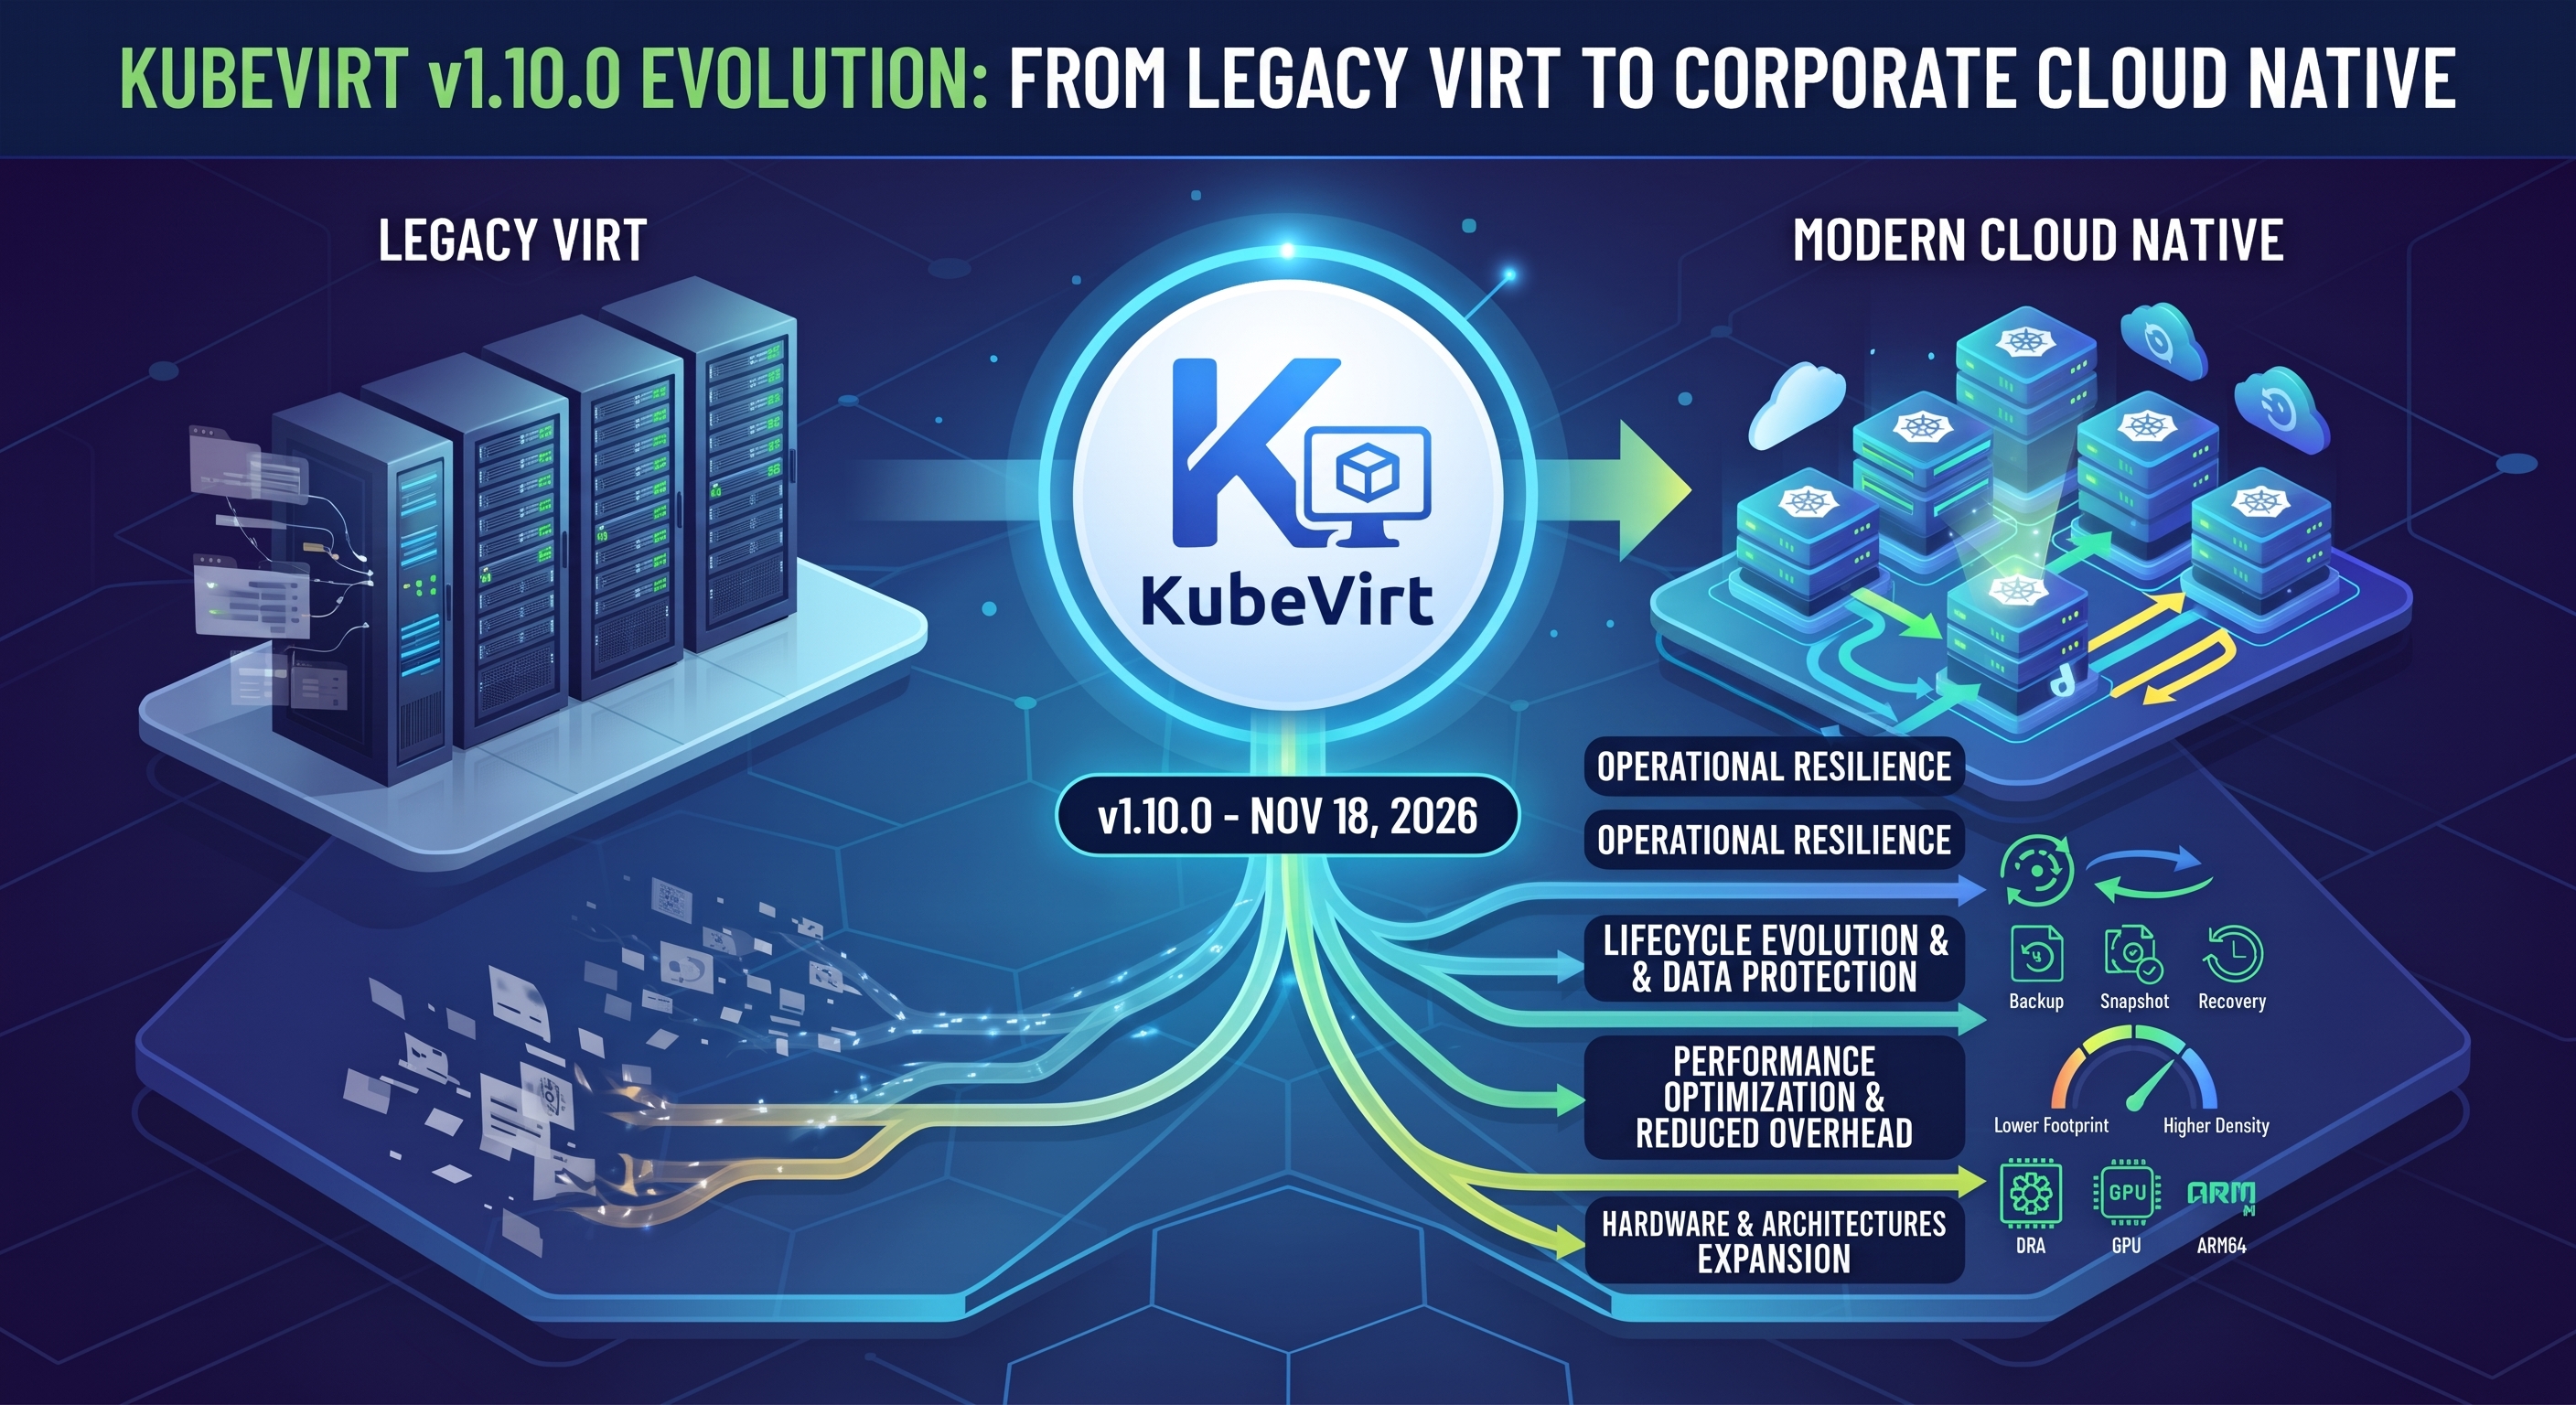 KUBEVIRT v1.10.0 EVOLUTION: FROM LEGACY VIRT TO CORPORATE CLOUD NATIVE
LEGACY VIRT
MODERN CLOUD NATIVE
KubeVirt
v1.10.0 - NOV 18, 2026
OPERATIONAL RESILIENCE
OPERATIONAL RESILIENCE
LIFECYCLE EVOLUTION &
& DATA PROTECTION
Backup Snapshot Recovery
PERFORMANCE
OPTIMIZATION &
REDUCED OVERHEAD
Lower Footprint Higher Density
HARDWARE & ARCHITECTURES
EXPANSION
GPU ARM
DRA GPU ARM64